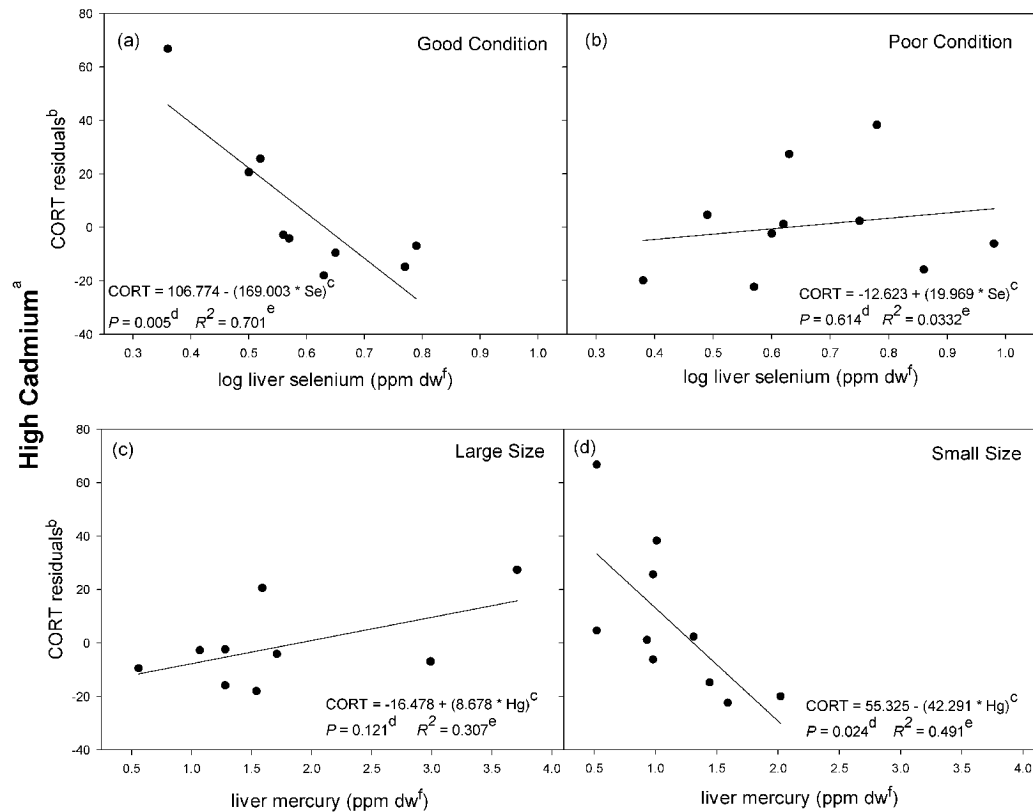 High Cadmium^a
(a) Good Condition
CORT residuals^b
80
60
40
20
0
-20
-40
CORT = 106.774 - (169.003 * Se)^c
P = 0.005^d R^2 = 0.701^e
0.3 0.4 0.5 0.6 0.7 0.8 0.9 1.0
log liver selenium (ppm dw^f)
(b) Poor Condition
CORT = -12.623 + (19.969 * Se)^c
P = 0.614^d R^2 = 0.0332^e
0.3 0.4 0.5 0.6 0.7 0.8 0.9 1.0
log liver selenium (ppm dw^f)
(c) Large Size
CORT residuals^b
80
60
40
20
0
-20
-40
CORT = -16.478 + (8.678 * Hg)^c
P = 0.121^d R^2 = 0.307^e
0.5 1.0 1.5 2.0 2.5 3.0 3.5 4.0
liver mercury (ppm dw^f)
(d) Small Size
CORT = 55.325 - (42.291 * Hg)^c
P = 0.024^d R^2 = 0.491^e
0.5 1.0 1.5 2.0 2.5 3.0 3.5 4.0
liver mercury (ppm dw^f)